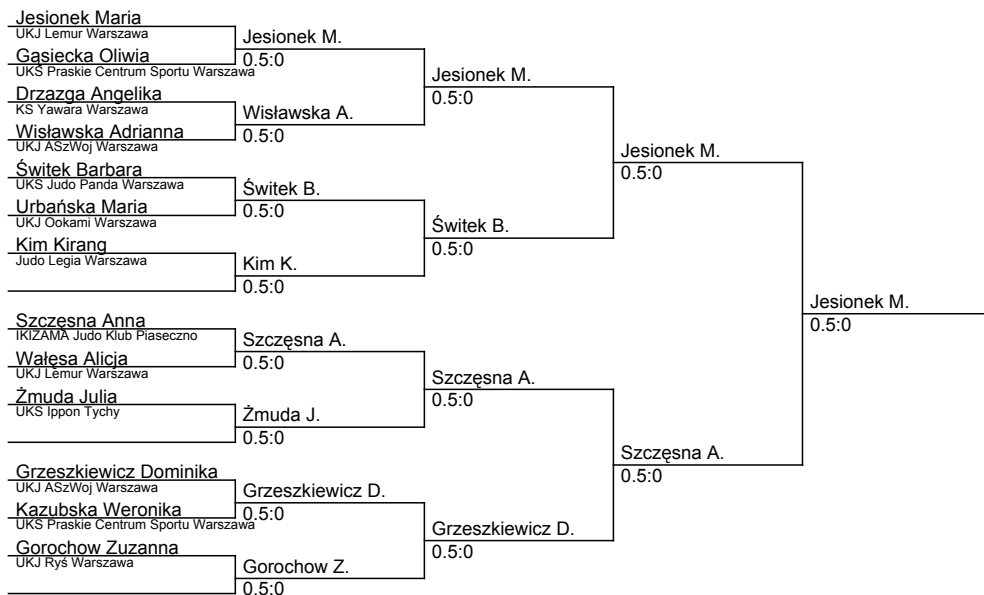 Jesionek Maria
UKJ Lemur Warszawa
Gąsiecka Oliwia
UKS Praskie Centrum Sportu Warszawa
Drzazga Angelika
KS Yawara Warszawa
Wisławska Adrianna
UKJ ASzWoj Warszawa
Świtek Barbara
UKS Judo Panda Warszawa
Urbańska Maria
UKJ Ookami Warszawa
Kim Kirang
Judo Legia Warszawa
Szczęsna Anna
IKIZAMA Judo Klub Piaseczno
Wałęsa Alicja
UKJ Lemur Warszawa
Żmuda Julia
UKS Ippon Tychy
Grzeszkiewicz Dominika
UKJ ASzWoj Warszawa
Kazubska Weronika
UKS Praskie Centrum Sportu Warszawa
Gorochow Zuzanna
UKJ Ryś Warszawa
Jesionek M.
0.5:0
Wisławska A.
0.5:0
Świtek B.
0.5:0
Kim K.
0.5:0
Szczęsna A.
0.5:0
Żmuda J.
0.5:0
Grzeszkiewicz D.
0.5:0
Gorochow Z.
0.5:0
Jesionek M.
0.5:0
Świtek B.
0.5:0
Szczęsna A.
0.5:0
Grzeszkiewicz D.
0.5:0
Jesionek M.
0.5:0
Szczęsna A.
0.5:0
Jesionek M.
0.5:0